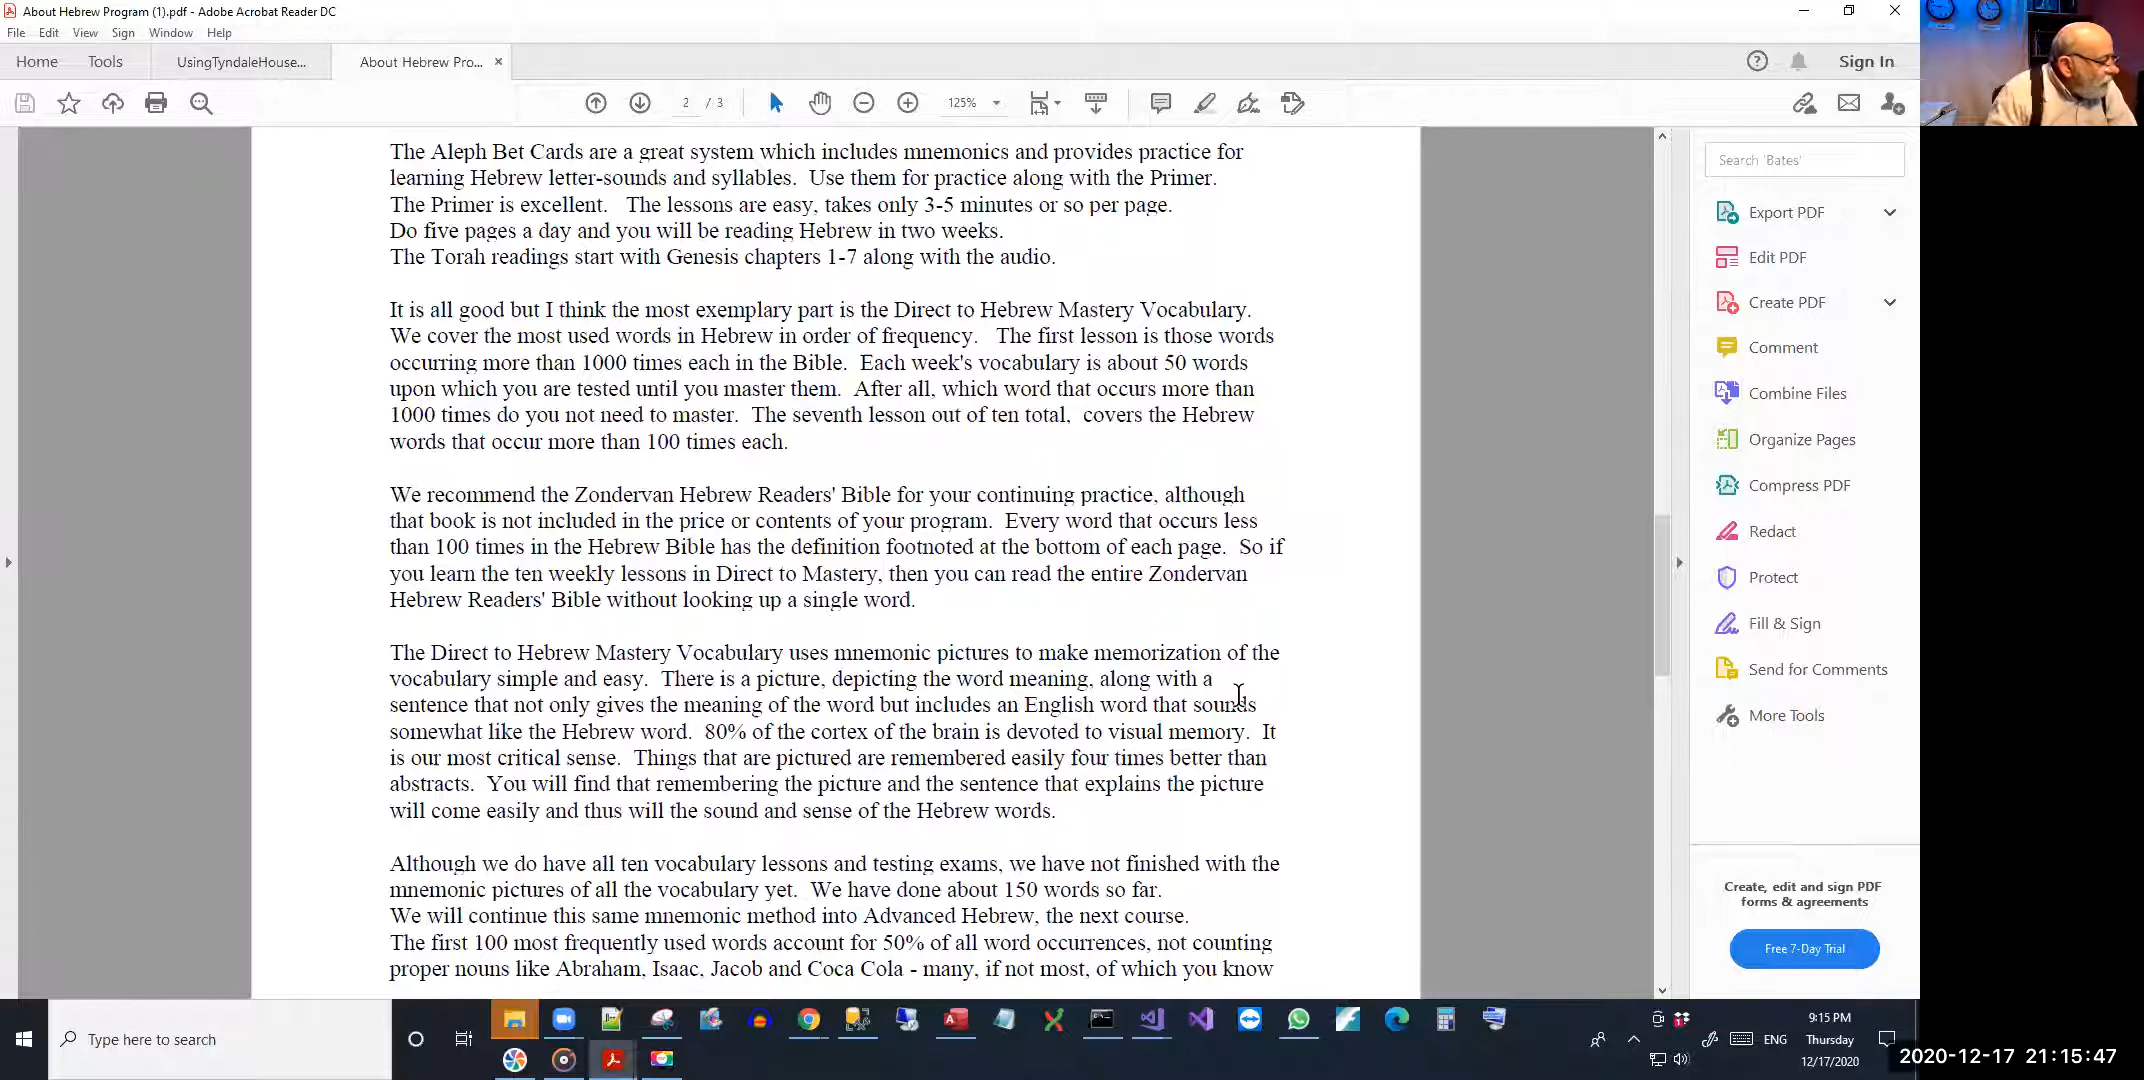 About Hebrew Program (1).pdf - Adobe Acrobat Reader DC
File Edit View Sign Window Help
Home Tools UsingTyndaleHouse... About Hebrew Pro... ×
Sign In
2 / 3 125%
Search 'Bates'
Export PDF
Edit PDF
Create PDF
Comment
Combine Files
Organize Pages
Compress PDF
Redact
Protect
Fill & Sign
Send for Comments
More Tools
Create, edit and sign PDF
forms & agreements
Free 7-Day Trial
The Aleph Bet Cards are a great system which includes mnemonics and provides practice for
learning Hebrew letter-sounds and syllables. Use them for practice along with the Primer.
The Primer is excellent. The lessons are easy, takes only 3-5 minutes or so per page.
Do five pages a day and you will be reading Hebrew in two weeks.
The Torah readings start with Genesis chapters 1-7 along with the audio.
It is all good but I think the most exemplary part is the Direct to Hebrew Mastery Vocabulary.
We cover the most used words in Hebrew in order of frequency. The first lesson is those words
occurring more than 1000 times each in the Bible. Each week's vocabulary is about 50 words
upon which you are tested until you master them. After all, which word that occurs more than
1000 times do you not need to master. The seventh lesson out of ten total, covers the Hebrew
words that occur more than 100 times each.
We recommend the Zondervan Hebrew Readers' Bible for your continuing practice, although
that book is not included in the price or contents of your program. Every word that occurs less
than 100 times in the Hebrew Bible has the definition footnoted at the bottom of each page. So if
you learn the ten weekly lessons in Direct to Mastery, then you can read the entire Zondervan
Hebrew Readers' Bible without looking up a single word.
The Direct to Hebrew Mastery Vocabulary uses mnemonic pictures to make memorization of the
vocabulary simple and easy. There is a picture, depicting the word meaning, along with a
sentence that not only gives the meaning of the word but includes an English word that sounds
somewhat like the Hebrew word. 80% of the cortex of the brain is devoted to visual memory. It
is our most critical sense. Things that are pictured are remembered easily four times better than
abstracts. You will find that remembering the picture and the sentence that explains the picture
will come easily and thus will the sound and sense of the Hebrew words.
Although we do have all ten vocabulary lessons and testing exams, we have not finished with the
mnemonic pictures of all the vocabulary yet. We have done about 150 words so far.
We will continue this same mnemonic method into Advanced Hebrew, the next course.
The first 100 most frequently used words account for 50% of all word occurrences, not counting
proper nouns like Abraham, Isaac, Jacob and Coca Cola - many, if not most, of which you know
Type here to search
ENG
9:15 PM
Thursday
12/17/2020
2020-12-17 21:15:47